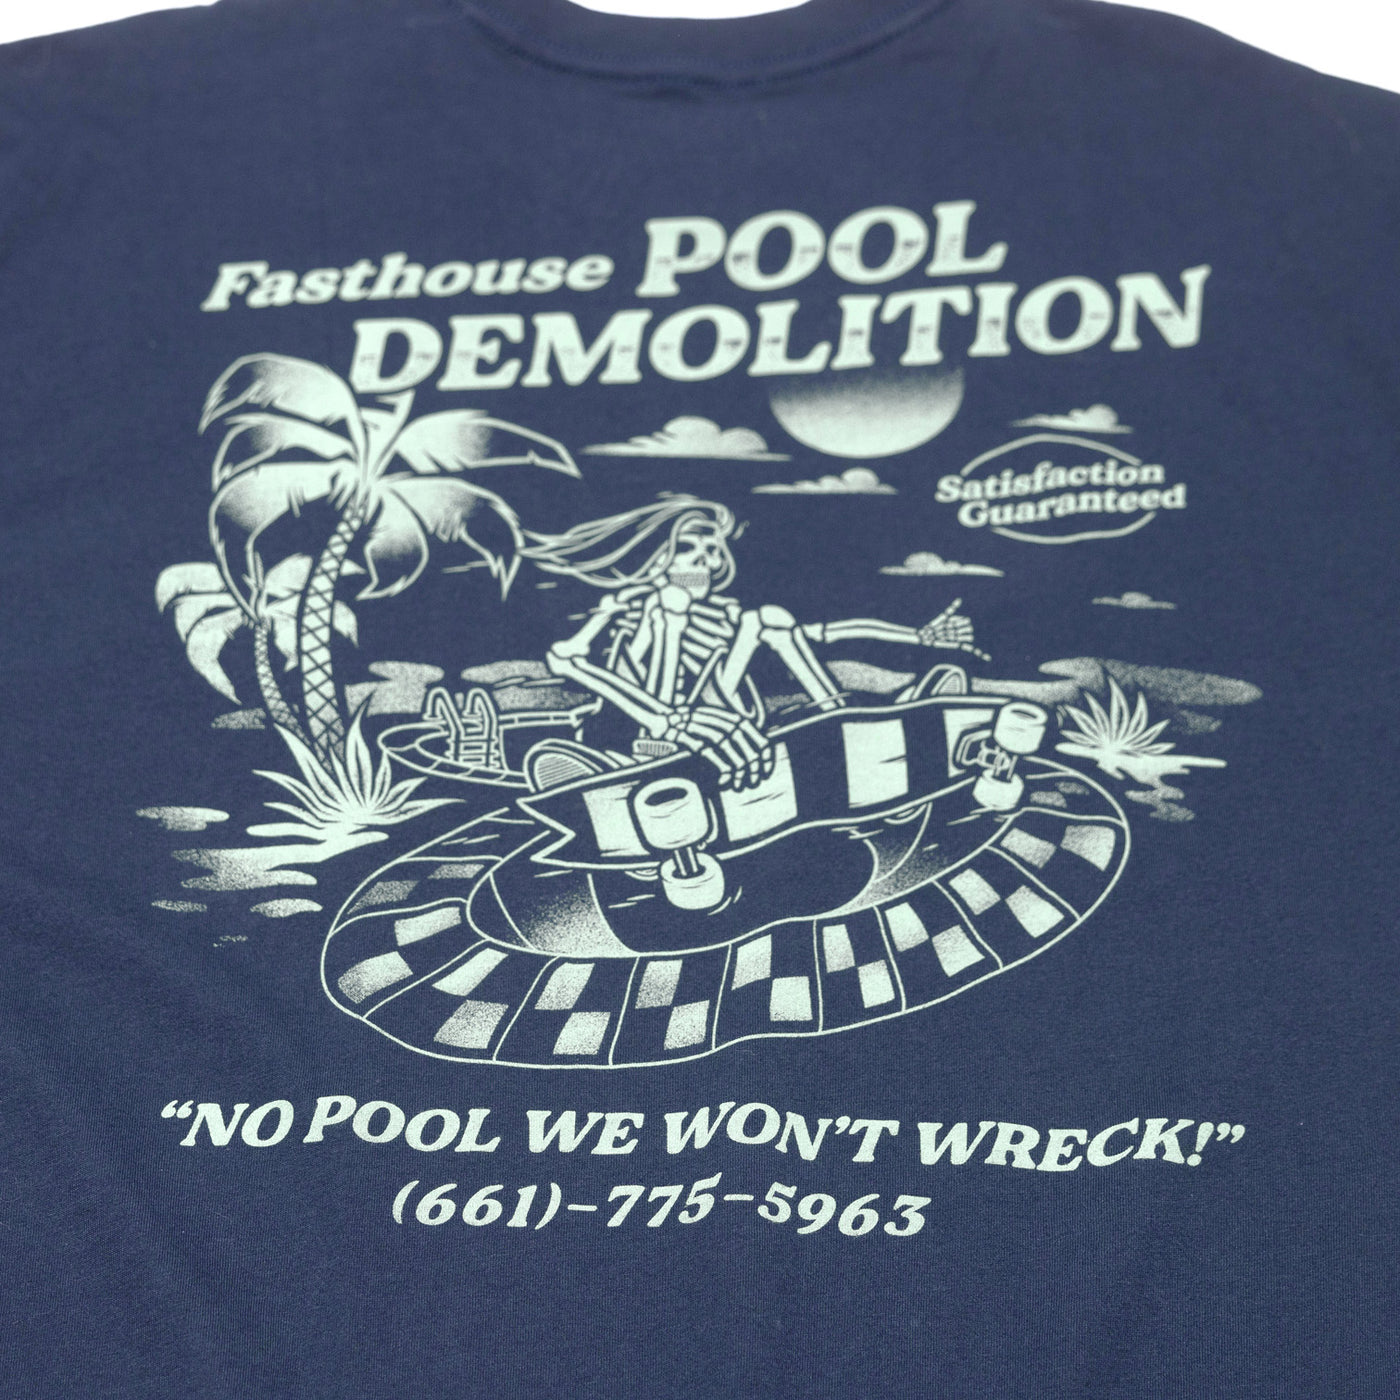 Fasthouse POOL
DEMOLITION
Satisfaction
Guaranteed
“NO POOL WE WON’T WRECK!”
(661)-775-5963